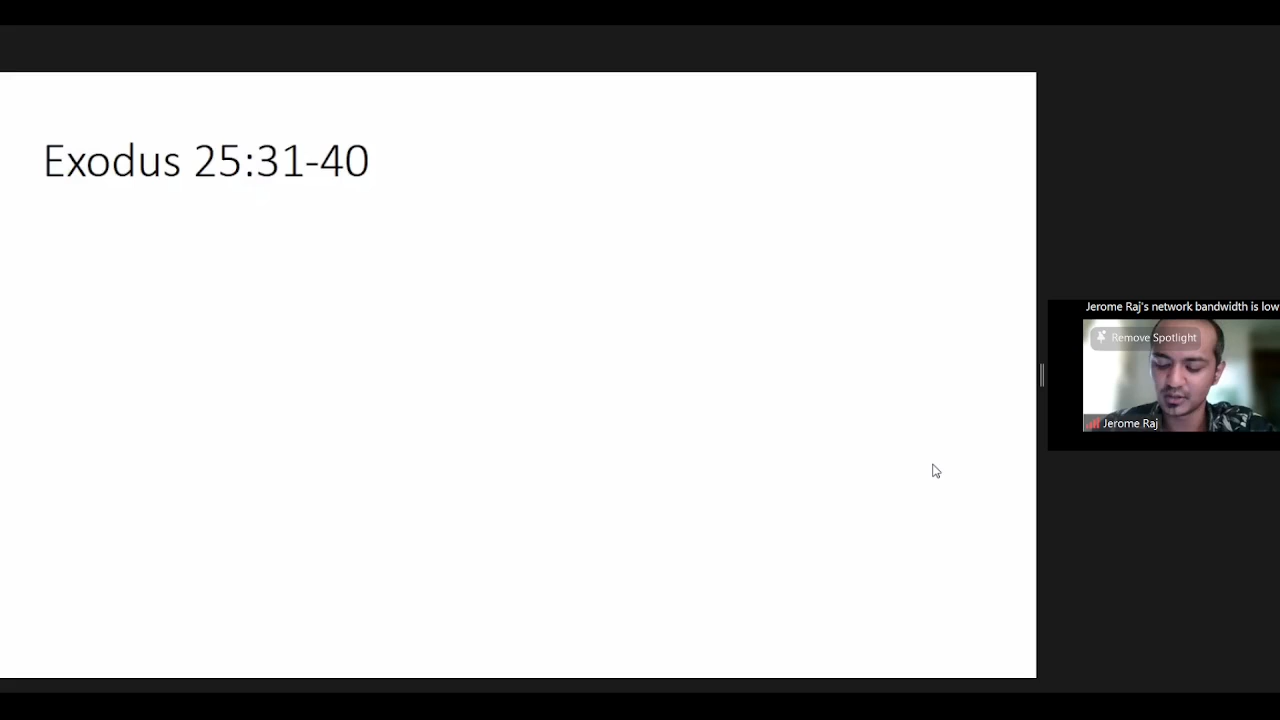 Exodus 25:31-40
Jerome Raj's network bandwidth is low
Remove Spotlight
Jerome Raj